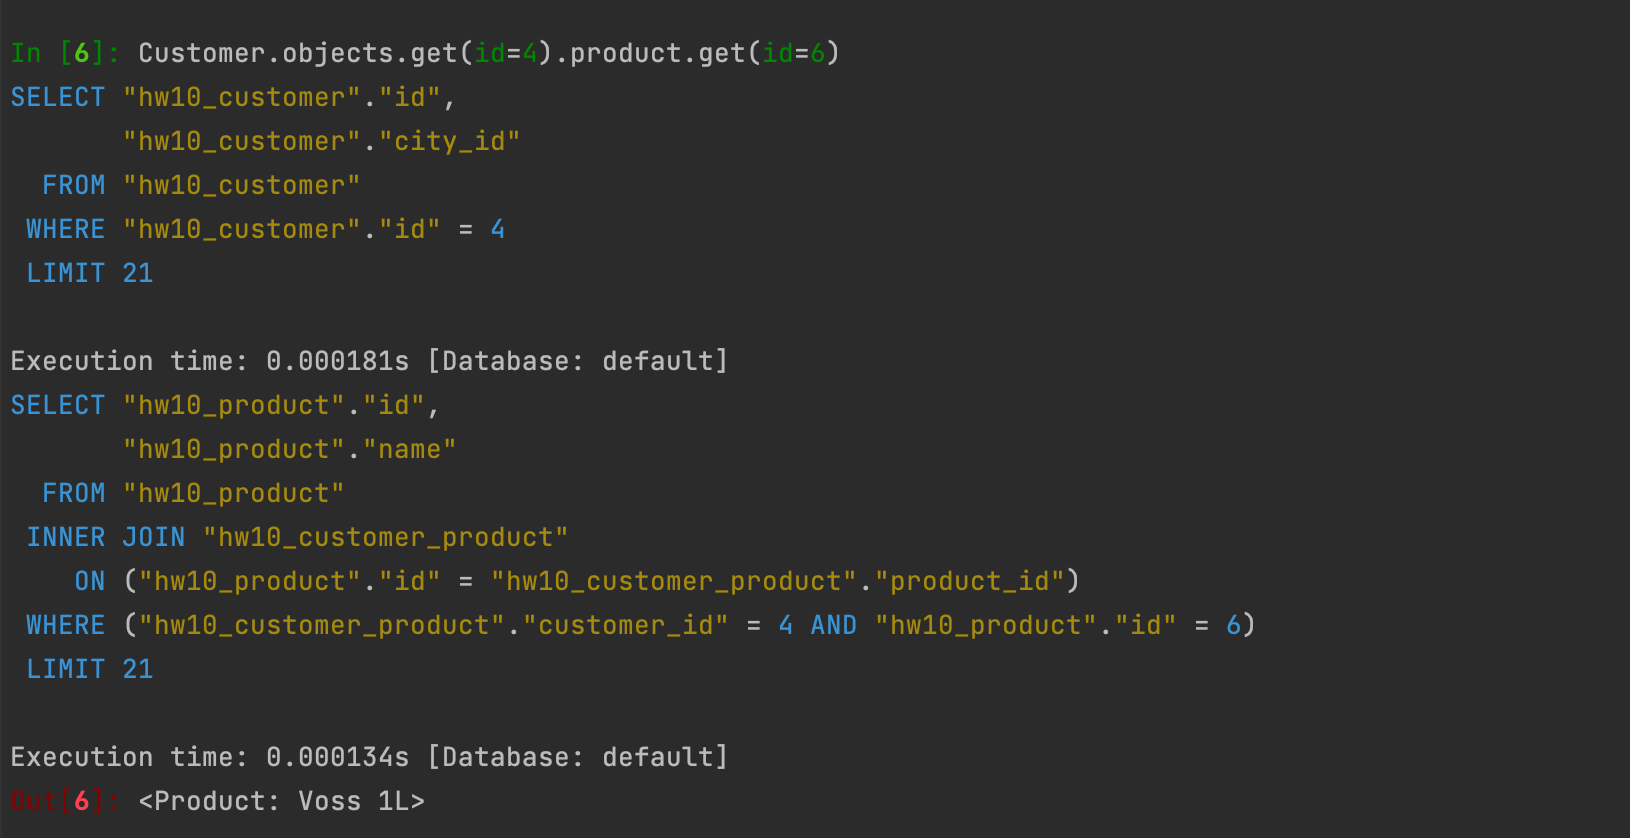 In [6]: Customer.objects.get(id=4).product.get(id=6)
SELECT "hw10_customer"."id",
       "hw10_customer"."city_id"
  FROM "hw10_customer"
 WHERE "hw10_customer"."id" = 4
 LIMIT 21

Execution time: 0.000181s [Database: default]
SELECT "hw10_product"."id",
       "hw10_product"."name"
  FROM "hw10_product"
 INNER JOIN "hw10_customer_product"
    ON ("hw10_product"."id" = "hw10_customer_product"."product_id")
 WHERE ("hw10_customer_product"."customer_id" = 4 AND "hw10_product"."id" = 6)
 LIMIT 21

Execution time: 0.000134s [Database: default]
Out[6]: <Product: Voss 1L>